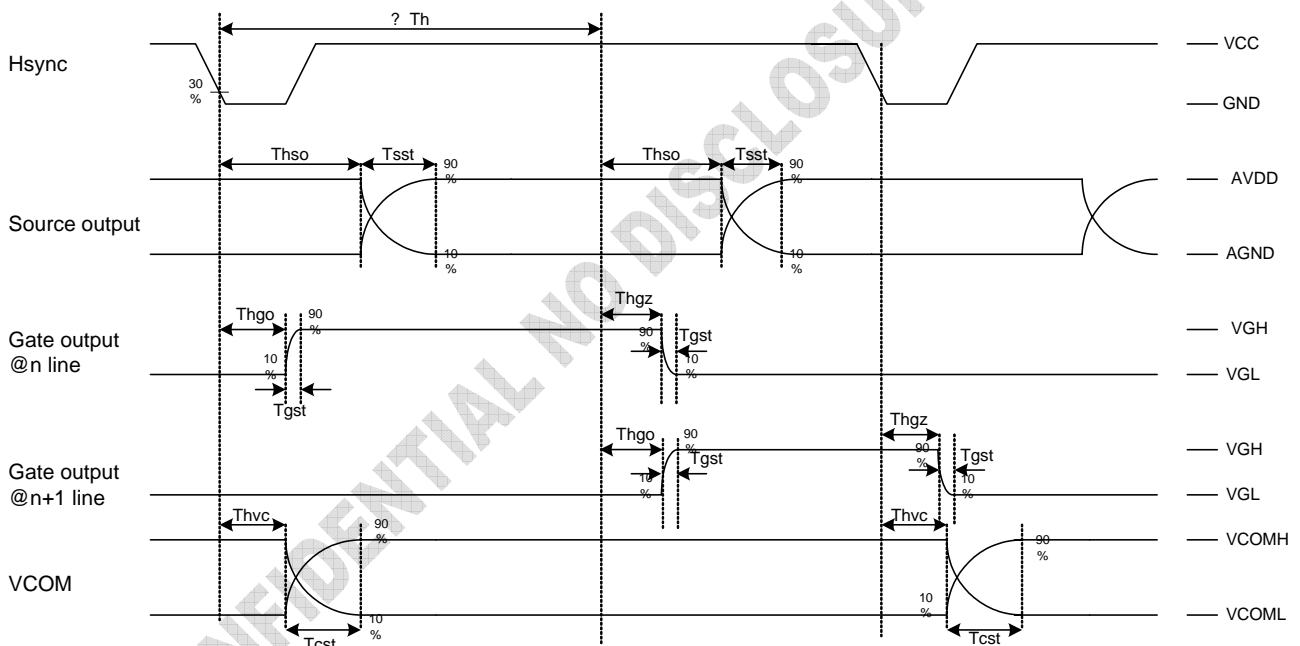 ? Th
Hsync
VCC
30
%
GND
Thso
Tsst
90
%
Thso
Tsst
90
%
AVDD
Source output
10
%
10
%
AGND
Thgo
90
%
Thgz
90
%
Tgst
Gate output
@n line
VGH
10
%
10
%
VGL
Tgst
Thgo
90
%
Tgst
Thgz
90
%
Tgst
VGH
Gate output
@n+1 line
10
%
10
%
VGL
Thvc
90
%
Thvc
90
%
VCOMH
VCOM
10
%
10
%
VCOML
Tcst
Tcst
NFIDENTIAL NO DISCLOSU